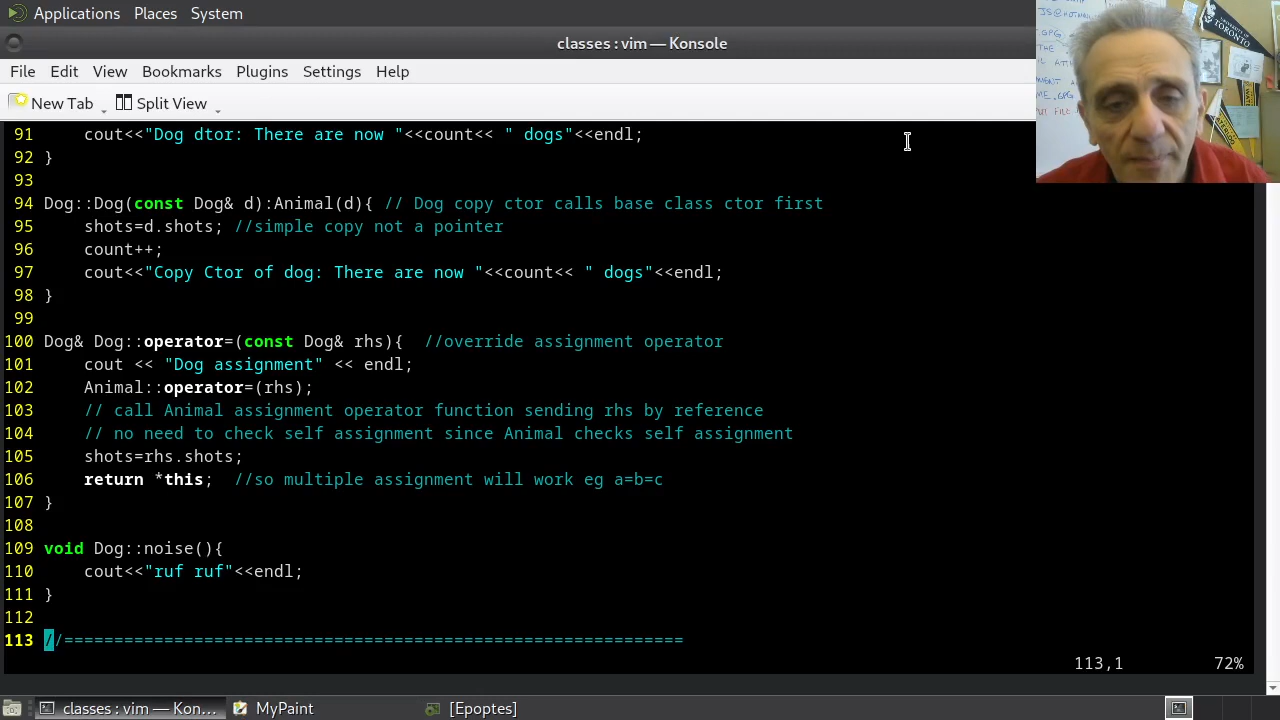 Applications Places System
classes : vim — Konsole
File Edit View Bookmarks Plugins Settings Help
New Tab Split View
91     cout<<"Dog dtor: There are now "<<count<< " dogs"<<endl;
92 }
93
94 Dog::Dog(const Dog& d):Animal(d){ // Dog copy ctor calls base class ctor first
95     shots=d.shots; //simple copy not a pointer
96     count++;
97     cout<<"Copy Ctor of dog: There are now "<<count<< " dogs"<<endl;
98 }
99
100 Dog& Dog::operator=(const Dog& rhs){  //override assignment operator
101     cout << "Dog assignment" << endl;
102     Animal::operator=(rhs);
103     // call Animal assignment operator function sending rhs by reference
104     // no need to check self assignment since Animal checks self assignment
105     shots=rhs.shots;
106     return *this;  //so multiple assignment will work eg a=b=c
107 }
108
109 void Dog::noise(){
110     cout<<"ruf ruf"<<endl;
111 }
112
113 //==============================================================
113,1 72%
classes : vim — Kon... MyPaint [Epoptes]
TORONTO